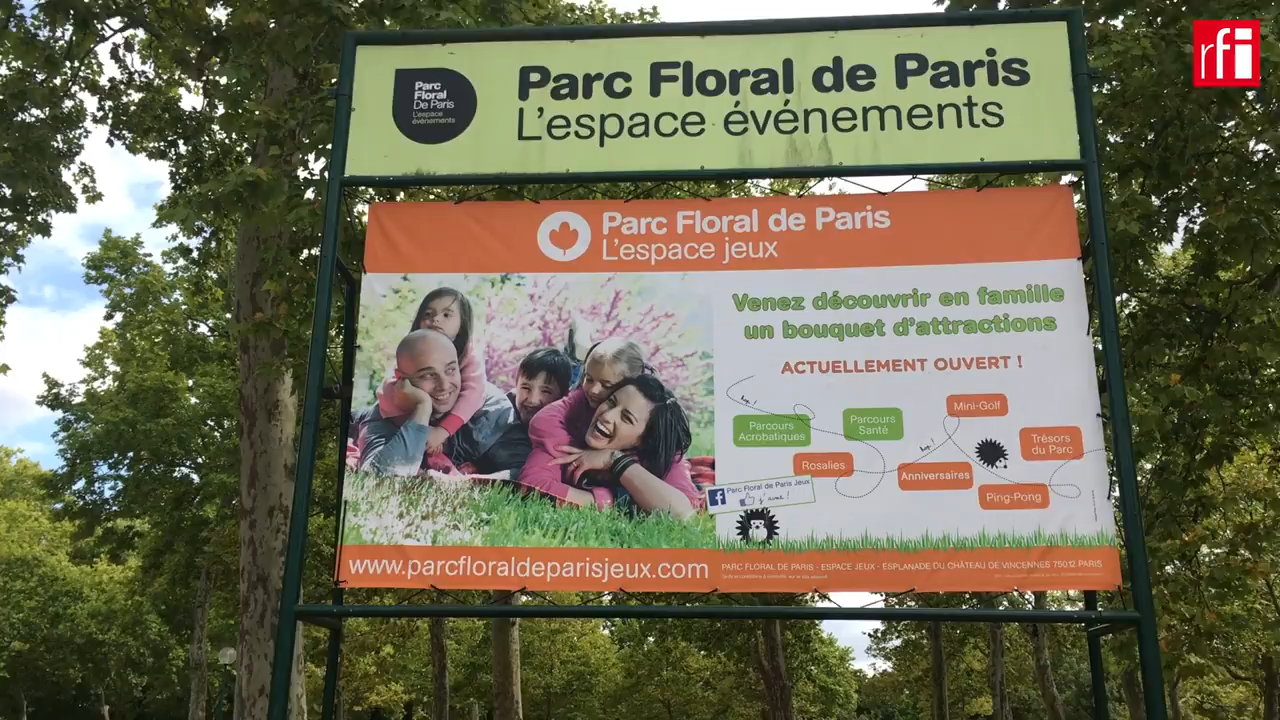 rfi
Parc
Floral
De Paris
L'espace
événements
Parc Floral de Paris
L'espace événements
Parc Floral de Paris
L'espace jeux
Venez découvrir en famille
un bouquet d'attractions
ACTUELLEMENT OUVERT !
hop!
Parcours
Acrobatiques
Parcours
Santé
Mini-Golf
Rosalies
hop!
Anniversaires
Trésors
du Parc
Ping-Pong
f Parc Floral de Paris Jeux
j'aime !
www.parcfloraldeparisjeux.com
PARC FLORAL DE PARIS - ESPACE JEUX - ESPLANADE DU CHÂTEAU DE VINCENNES 75012 PARIS